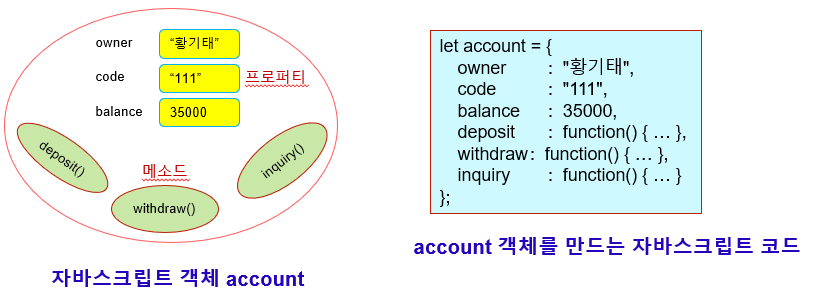 owner “황기태”
code “111” 프로퍼티
balance 35000
deposit()
메소드
inquiry()
withdraw()
자바스크립트 객체 account
let account = {
owner : "황기태",
code : "111",
balance : 35000,
deposit : function() { … },
withdraw : function() { … },
inquiry : function() { … }
};
account 객체를 만드는 자바스크립트 코드